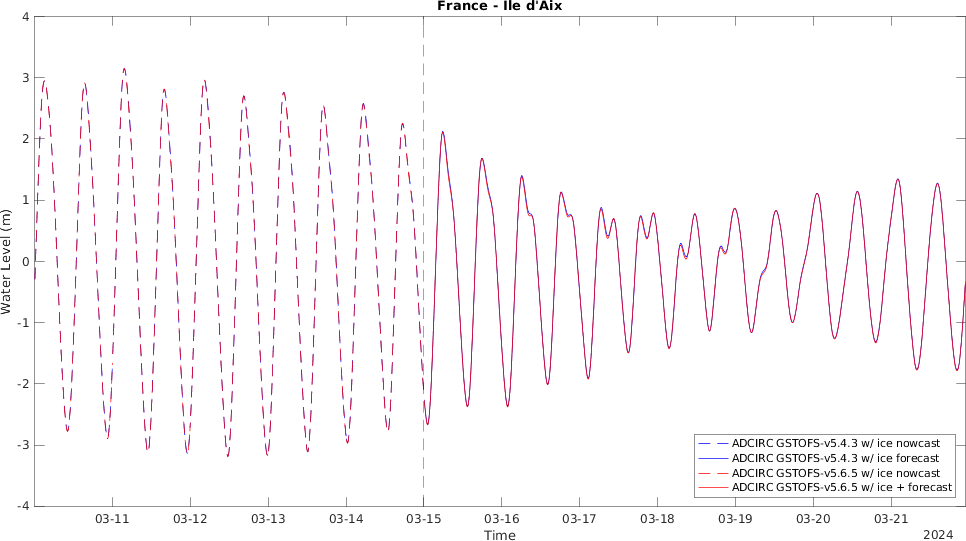 France - Ile d'Aix
4
3
2
1
0
-1
-2
-3
-4
Water Level (m)
ADCIRC GSTOFS-v5.4.3 w/ ice nowcast
ADCIRC GSTOFS-v5.4.3 w/ ice forecast
ADCIRC GSTOFS-v5.6.5 w/ ice nowcast
ADCIRC GSTOFS-v5.6.5 w/ ice + forecast
03-11 03-12 03-13 03-14 03-15 03-16 03-17 03-18 03-19 03-20 03-21
Time
2024